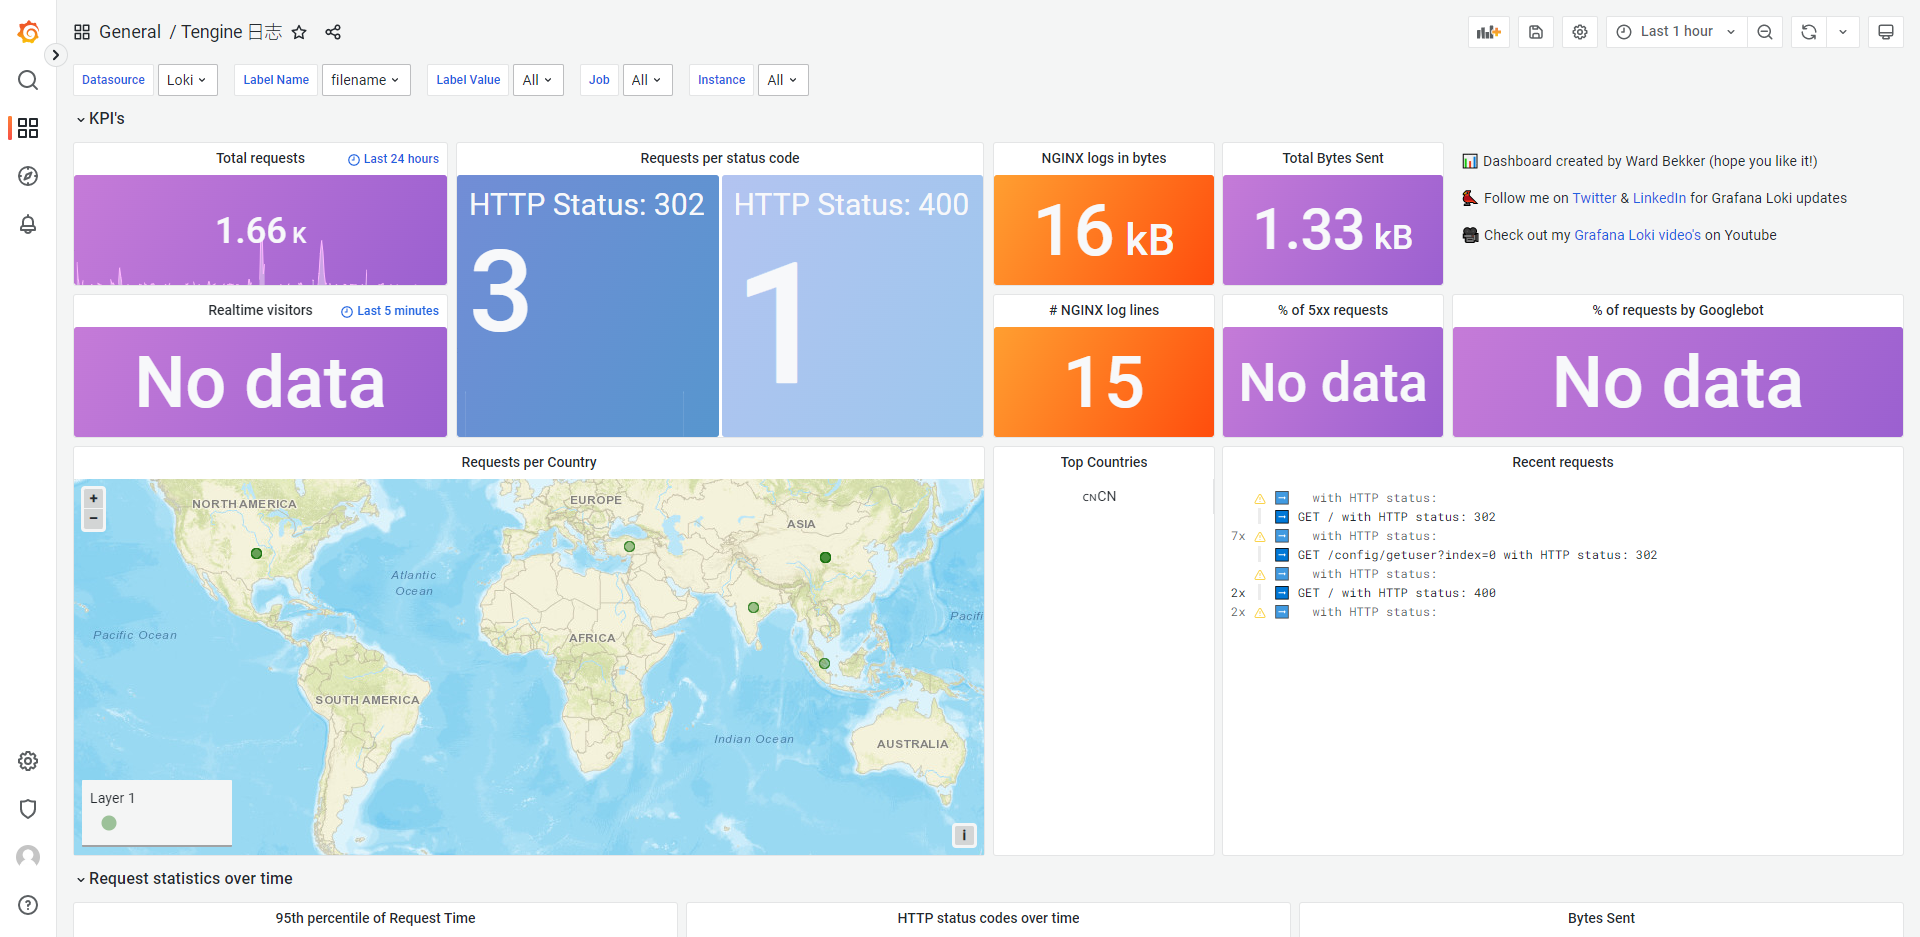 General / Tengine 日志
Last 1 hour
Datasource Loki Label Name filename Label Value All Job All Instance All
KPI's
Total requests Last 24 hours
1.66 K
Requests per status code
HTTP Status: 302
3
HTTP Status: 400
1
NGINX logs in bytes
16 kB
Total Bytes Sent
1.33 kB
Dashboard created by Ward Bekker (hope you like it!)
Follow me on Twitter & LinkedIn for Grafana Loki updates
Check out my Grafana Loki video's on Youtube
Realtime visitors Last 5 minutes
No data
# NGINX log lines
15
% of 5xx requests
No data
% of requests by Googlebot
No data
Requests per Country
+
−
NORTH AMERICA
EUROPE
ASIA
Atlantic
Ocean
Pacific Ocean
Pacifi
AFRICA
SOUTH AMERICA
Indian Ocean
AUSTRALIA
Layer 1
i
Top Countries
CNCN
Recent requests
with HTTP status:
GET / with HTTP status: 302
7x with HTTP status:
GET /config/getuser?index=0 with HTTP status: 302
with HTTP status:
2x GET / with HTTP status: 400
2x with HTTP status:
Request statistics over time
95th percentile of Request Time
HTTP status codes over time
Bytes Sent